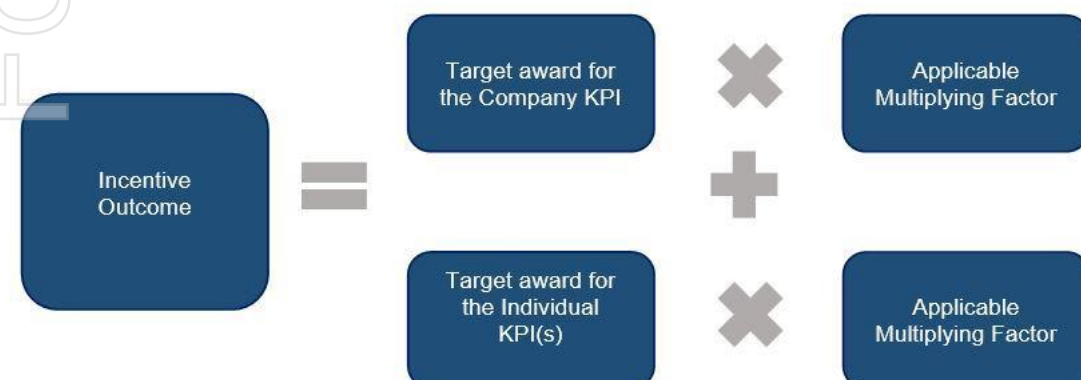 Target award for
the Company KPI
Applicable
Multiplying Factor
Incentive
Outcome
Target award for
the Individual
KPI(s)
Applicable
Multiplying Factor